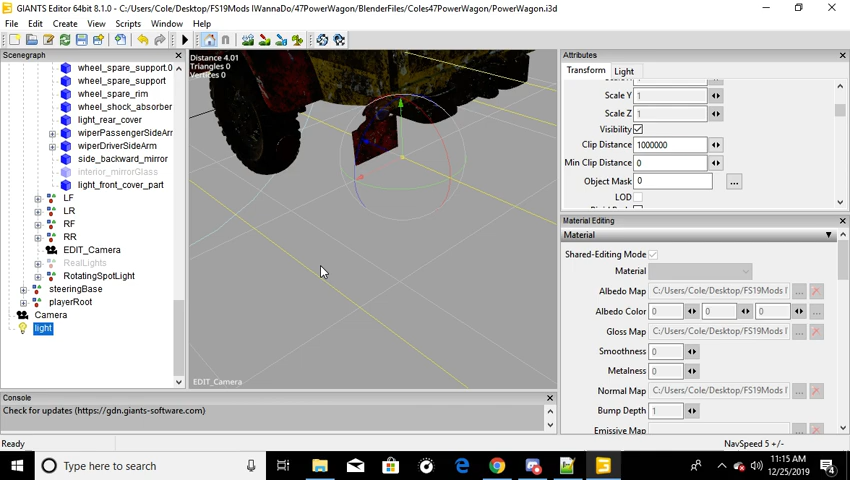 GIANTS Editor 64bit 8.1.0 - C:/Users/Cole/Desktop/FS19Mods IWannaDo/47PowerWagon/BlenderFiles/Coles47PowerWagon/PowerWagon.i3d
File Edit Create View Scripts Window Help
Scenegraph
wheel_spare_support.0
wheel_spare_support
wheel_spare_rim
wheel_shock_absorber
light_rear_cover
wiperPassengerSideArr
wiperDriverSideArm
side_backward_mirror
interior_mirrorGlass
light_front_cover_part
LF
LR
RF
RR
EDIT_Camera
RealLights
RotatingSpotLight
steeringBase
playerRoot
Camera
light
Distance 4.01
Triangles 0
Vertices 0
EDIT_Camera
Attributes
Transform Light
Scale Y 1
Scale Z 1
Visibility
Clip Distance 1000000
Min Clip Distance 0
Object Mask 0 ...
LOD
Material Editing
Material
Shared-Editing Mode
Material
Albedo Map C:/Users/Cole/Desktop/FS19Mods I ...
Albedo Color 0 0 0 ...
Gloss Map C:/Users/Cole/Desktop/FS19Mods I ...
Smoothness 0
Metalness 0
Normal Map C:/Users/Cole/Desktop/FS19Mods I ...
Bump Depth 1
Emissive Map
Console
Check for updates (https://gdn.giants-software.com)
Ready
NavSpeed 5 +/-
Type here to search
11:15 AM
12/25/2019
4